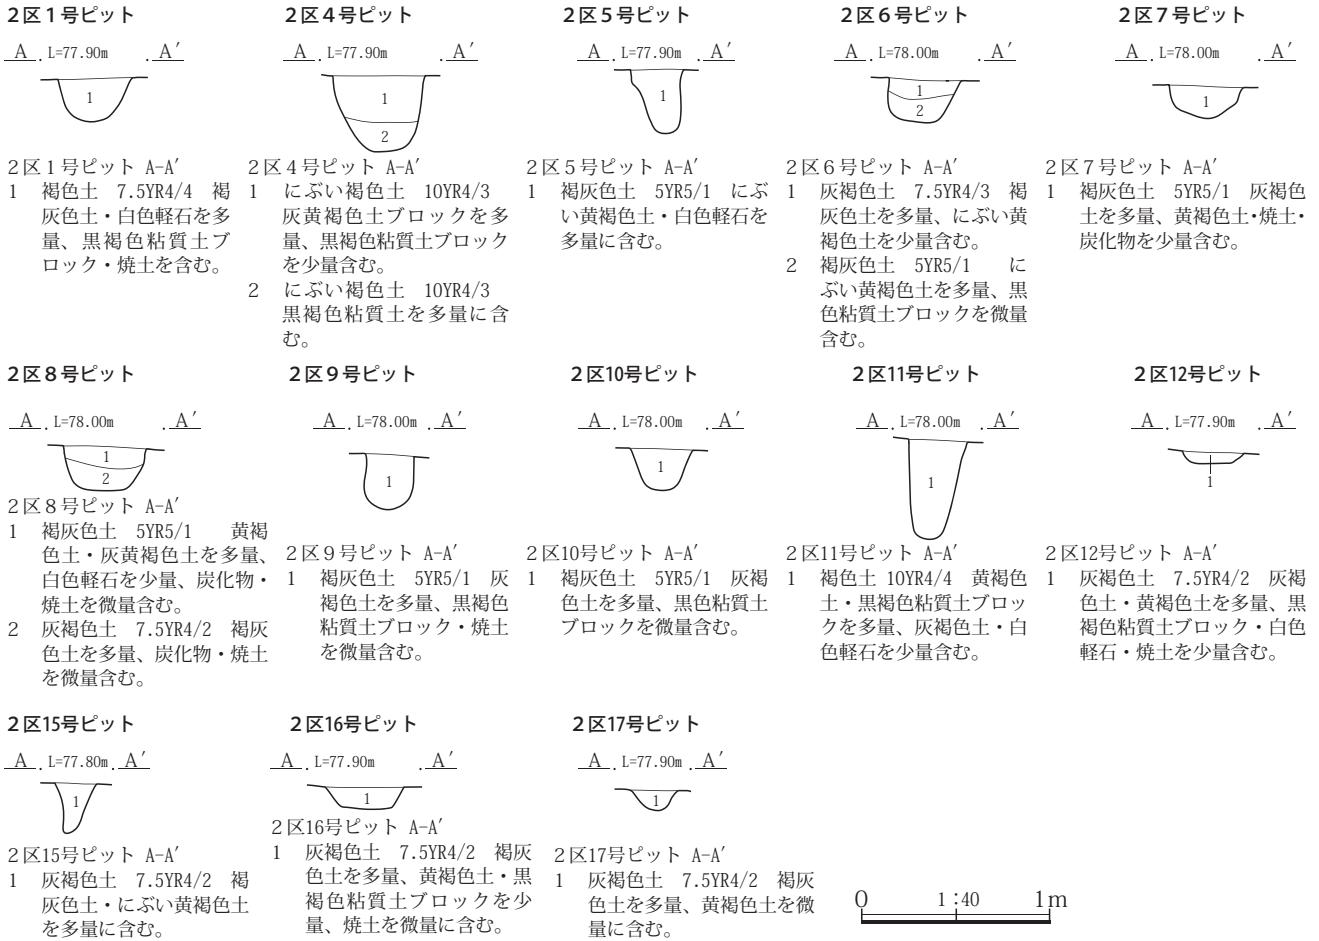 2区1号ピット
A . L=77.90m . A′
1
2区1号ピット A-A′
1 褐色土 7.5YR4/4 褐
灰色土・白色軽石を多
量、黒褐色粘質土ブ
ロック・焼土を含む。
2区4号ピット
A . L=77.90m . A′
1
2
2区4号ピット A-A′
1 にぶい褐色土 10YR4/3
灰黄褐色土ブロックを多
量、黒褐色粘質土ブロック
を少量含む。
2 にぶい褐色土 10YR4/3
黒褐色粘質土を多量に含
む。
2区5号ピット
A . L=77.90m . A′
1
2区5号ピット A-A′
1 褐灰色土 5YR5/1 にぶ
い黄褐色土・白色軽石を
多量に含む。
2区6号ピット
A . L=78.00m . A′
1
2
2区6号ピット A-A′
1 灰褐色土 7.5YR4/3 褐
灰色土を多量、にぶい黄
褐色土を少量含む。
2 褐灰色土 5YR5/1 に
ぶい黄褐色土を多量、黒
色粘質土ブロックを微量
含む。
2区7号ピット
A . L=78.00m . A′
1
2区7号ピット A-A′
1 褐灰色土 5YR5/1 灰褐色
土を多量、黄褐色土・焼土・
炭化物を少量含む。
2区8号ピット
A . L=78.00m . A′
1
2
2区8号ピット A-A′
1 褐灰色土 5YR5/1 黄褐
色土・灰黄褐色土を多量、
白色軽石を少量、炭化物・
焼土を微量含む。
2 灰褐色土 7.5YR4/2 褐灰
色土を多量、炭化物・焼土
を微量含む。
2区9号ピット
A . L=78.00m . A′
1
2区9号ピット A-A′
1 褐灰色土 5YR5/1 灰
褐色土を多量、黒褐色
粘質土ブロック・焼土
を微量含む。
2区10号ピット
A . L=78.00m . A′
1
2区10号ピット A-A′
1 褐灰色土 5YR5/1 灰褐
色土を多量、黒色粘質土
ブロックを微量含む。
2区11号ピット
A . L=78.00m . A′
1
2区11号ピット A-A′
1 褐色土 10YR4/4 黄褐色
土・黒褐色粘質土ブロッ
クを多量、灰褐色土・白
色軽石を少量含む。
2区12号ピット
A . L=77.90m . A′
1
2区12号ピット A-A′
1 灰褐色土 7.5YR4/2 灰褐
色土・黄褐色土を多量、黒
褐色粘質土ブロック・白色
軽石・焼土を少量含む。
2区15号ピット
A . L=77.80m . A′
1
2区15号ピット A-A′
1 灰褐色土 7.5YR4/2 褐
灰色土・にぶい黄褐色土
を多量に含む。
2区16号ピット
A . L=77.90m . A′
1
2区16号ピット A-A′
1 灰褐色土 7.5YR4/2 褐灰
色土を多量、黄褐色土・黒
褐色粘質土ブロックを少
量、焼土を微量に含む。
2区17号ピット
A . L=77.90m . A′
1
2区17号ピット A-A′
1 灰褐色土 7.5YR4/2 褐灰
色土を多量、黄褐色土を微
量に含む。
0 1:40 1m